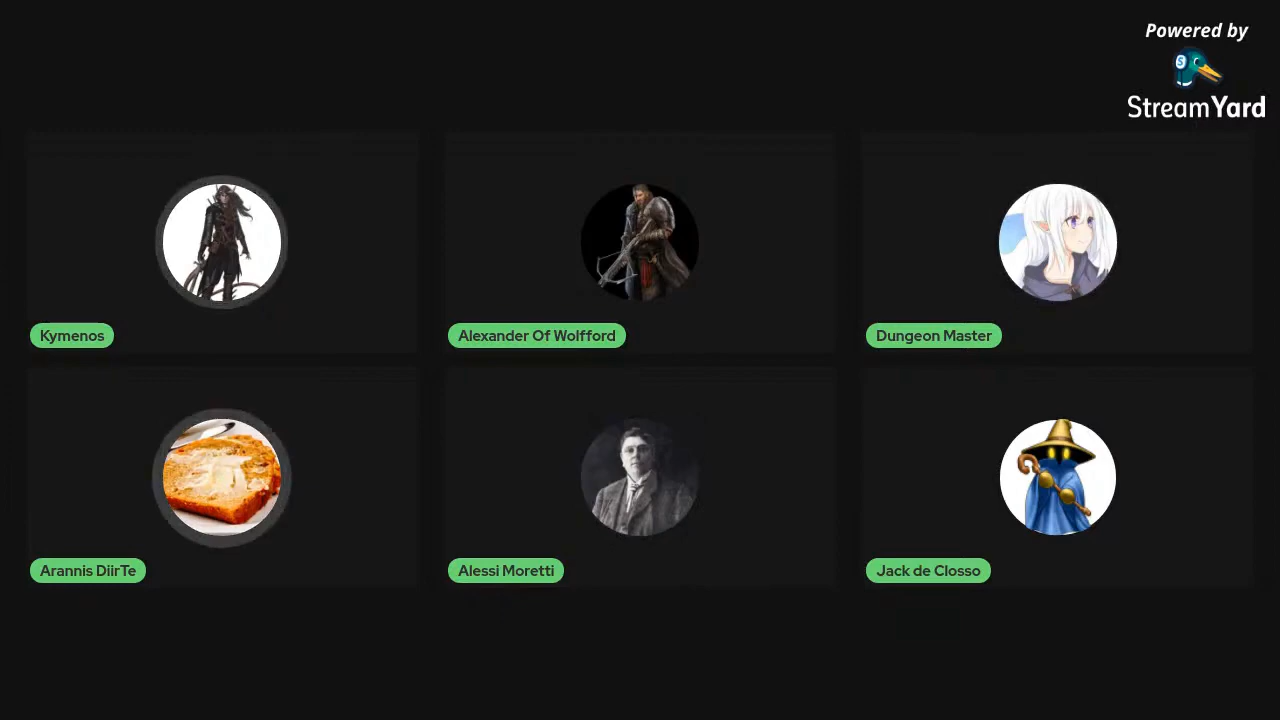 Powered by
StreamYard
Kymenos
Alexander Of Wolfford
Dungeon Master
Arannis DiirTe
Alessi Moretti
Jack de Closso